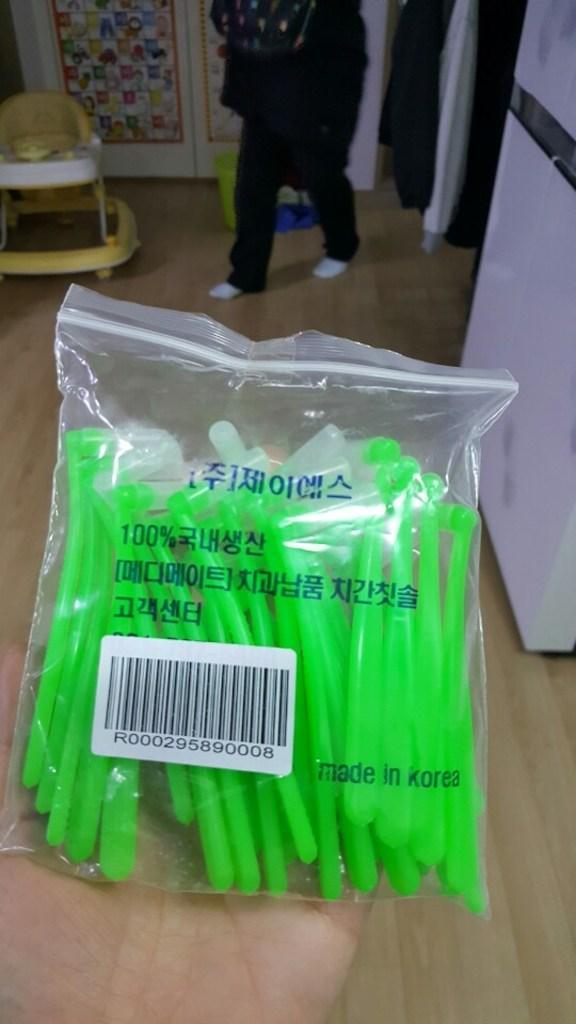 [주]제이에스
100%국내생산
[메디메이트] 치과납품 치간칫솔
고객센터
R000295890008
made in korea